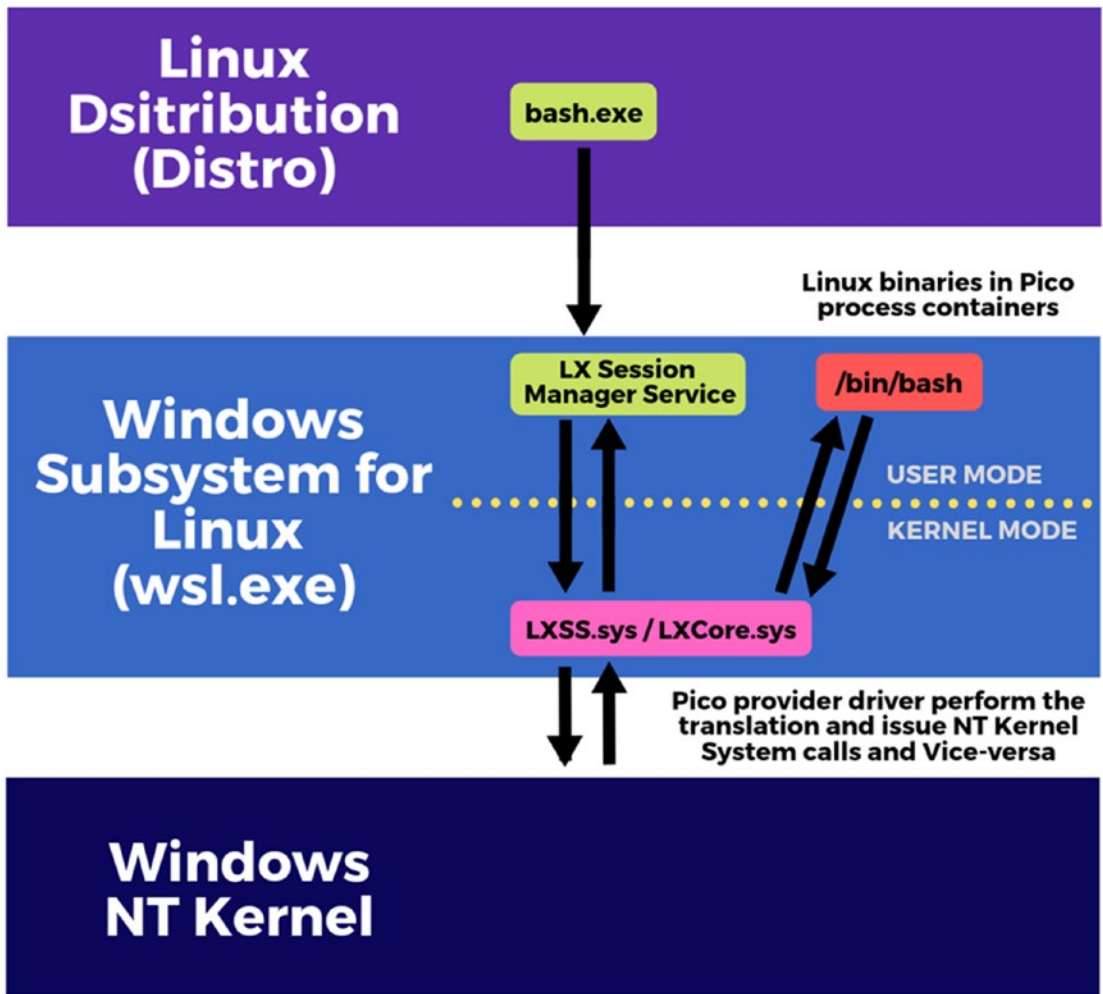 Linux
Dsitribution
(Distro)
bash.exe
Linux binaries in Pico
process containers
Windows
Subsystem for
Linux
(wsl.exe)
LX Session
Manager Service
/bin/bash
USER MODE
KERNEL MODE
LXSS.sys / LXCore.sys
Pico provider driver perform the
translation and issue NT Kernel
System calls and Vice-versa
Windows
NT Kernel